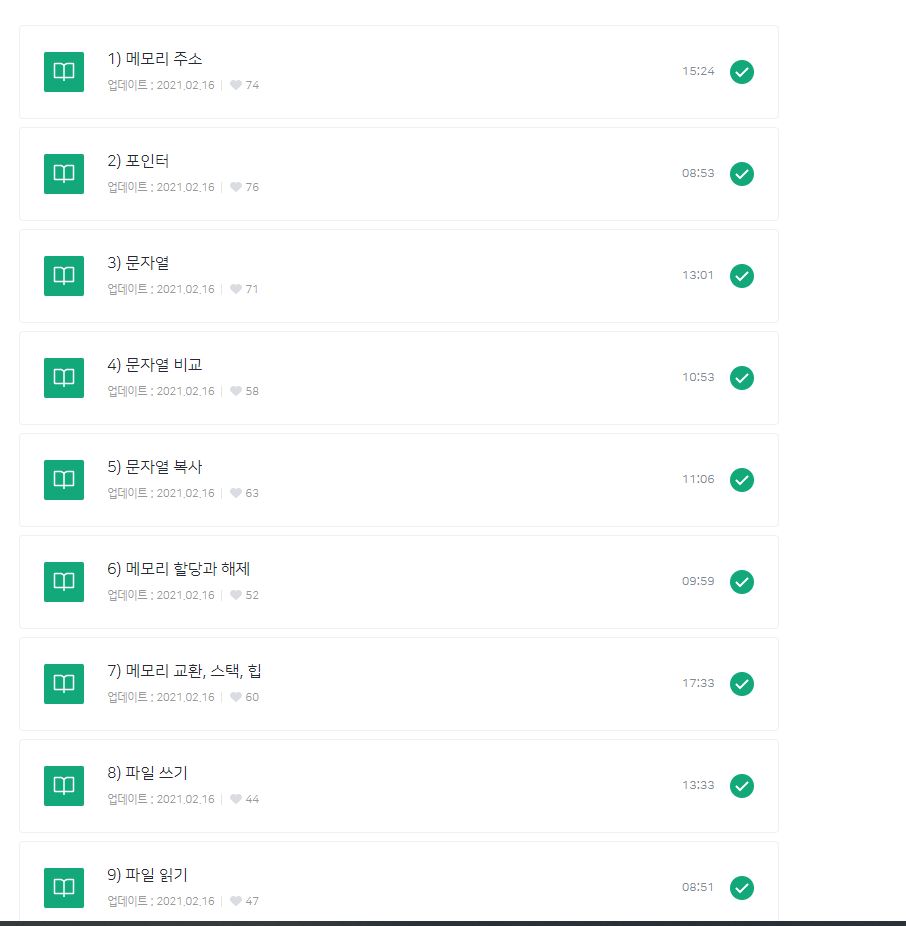 1) 메모리 주소
15:24
업데이트 : 2021.02.16 | 74
2) 포인터
08:53
업데이트 : 2021.02.16 | 76
3) 문자열
13:01
업데이트 : 2021.02.16 | 71
4) 문자열 비교
10:53
업데이트 : 2021.02.16 | 58
5) 문자열 복사
11:06
업데이트 : 2021.02.16 | 63
6) 메모리 할당과 해제
09:59
업데이트 : 2021.02.16 | 52
7) 메모리 교환, 스택, 힙
17:33
업데이트 : 2021.02.16 | 60
8) 파일 쓰기
13:33
업데이트 : 2021.02.16 | 44
9) 파일 읽기
08:51
업데이트 : 2021.02.16 | 47